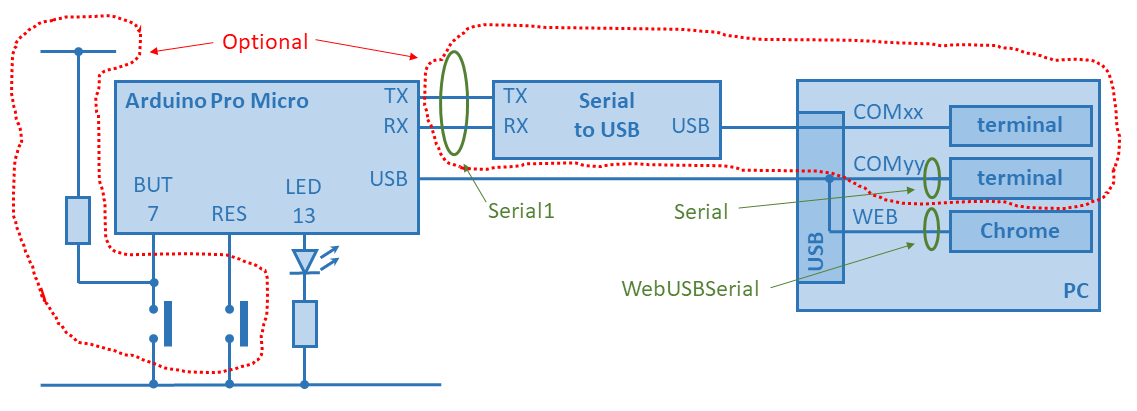 Optional
Arduino Pro Micro
TX
RX
USB
BUT
7
RES
LED
13
TX
RX
Serial
to USB
USB
Serial1
COMxx
terminal
COMyy
terminal
Serial
WEB
Chrome
WebUSBSerial
USB
PC